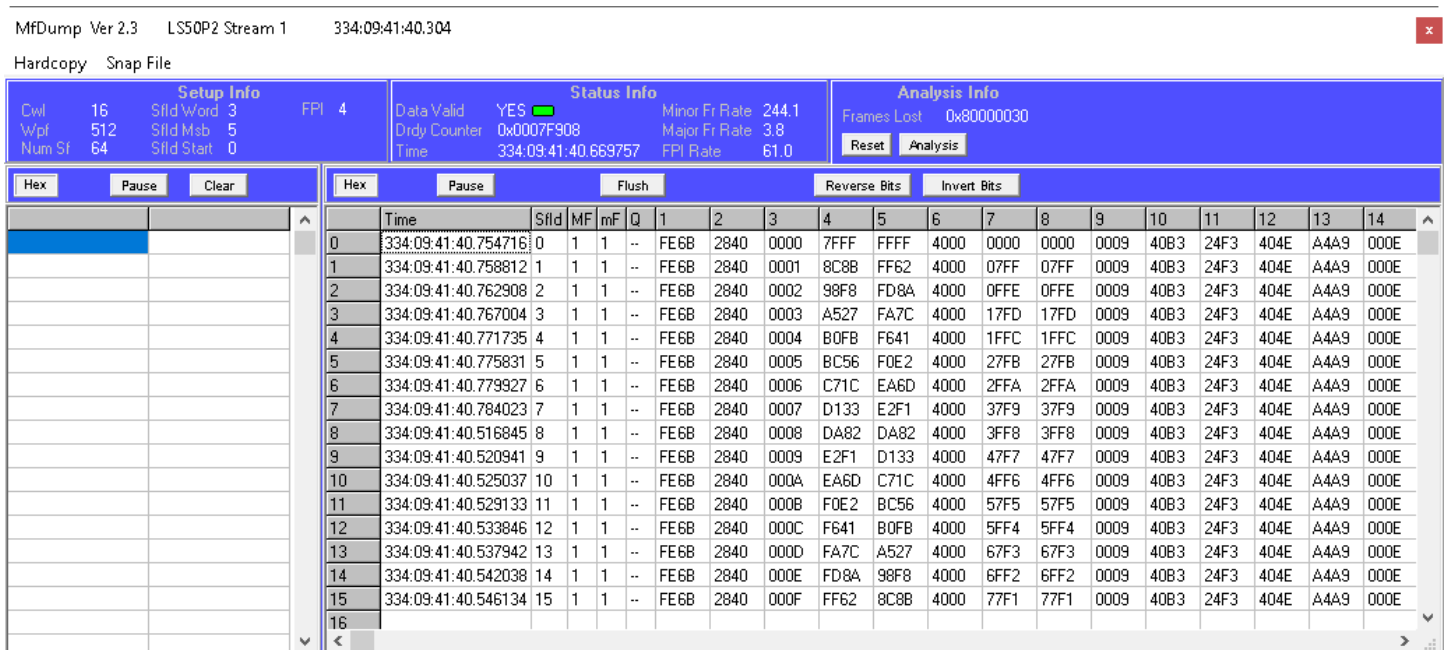 MfDump Ver 2.3 LS50P2 Stream 1 334:09:41:40.304 x
Hardcopy Snap File
Setup Info Status Info Analysis Info
Cwl 16 Sfld Word 3 FPI 4 Data Valid YES Minor Fr Rate 244.1 Frames Lost 0x80000030
Wpf 512 Sfld Msb 5 Drdy Counter 0x0007F908 Major Fr Rate 3.8
Num Sf 64 Sfld Start 0 Time 334:09:41:40.669757 FPI Rate 61.0 Reset Analysis
Hex Pause Clear Hex Pause Flush Reverse Bits Invert Bits
Time Sfld MF mF Q 1 2 3 4 5 6 7 8 9 10 11 12 13 14
0 334:09:41:40.754716 0 1 1 -- FE6B 2840 0000 7FFF FFFF 4000 0000 0000 0009 40B3 24F3 404E A4A9 000E
1 334:09:41:40.758812 1 1 1 -- FE6B 2840 0001 8C8B FF62 4000 07FF 07FF 0009 40B3 24F3 404E A4A9 000E
2 334:09:41:40.762908 2 1 1 -- FE6B 2840 0002 98F8 FD8A 4000 0FFE 0FFE 0009 40B3 24F3 404E A4A9 000E
3 334:09:41:40.767004 3 1 1 -- FE6B 2840 0003 A527 FA7C 4000 17FD 17FD 0009 40B3 24F3 404E A4A9 000E
4 334:09:41:40.771735 4 1 1 -- FE6B 2840 0004 B0FB F641 4000 1FFC 1FFC 0009 40B3 24F3 404E A4A9 000E
5 334:09:41:40.775831 5 1 1 -- FE6B 2840 0005 BC56 F0E2 4000 27FB 27FB 0009 40B3 24F3 404E A4A9 000E
6 334:09:41:40.779927 6 1 1 -- FE6B 2840 0006 C71C EA6D 4000 2FFA 2FFA 0009 40B3 24F3 404E A4A9 000E
7 334:09:41:40.784023 7 1 1 -- FE6B 2840 0007 D133 E2F1 4000 37F9 37F9 0009 40B3 24F3 404E A4A9 000E
8 334:09:41:40.516845 8 1 1 -- FE6B 2840 0008 DA82 DA82 4000 3FF8 3FF8 0009 40B3 24F3 404E A4A9 000E
9 334:09:41:40.520941 9 1 1 -- FE6B 2840 0009 E2F1 D133 4000 47F7 47F7 0009 40B3 24F3 404E A4A9 000E
10 334:09:41:40.525037 10 1 1 -- FE6B 2840 000A EA6D C71C 4000 4FF6 4FF6 0009 40B3 24F3 404E A4A9 000E
11 334:09:41:40.529133 11 1 1 -- FE6B 2840 000B F0E2 BC56 4000 57F5 57F5 0009 40B3 24F3 404E A4A9 000E
12 334:09:41:40.533846 12 1 1 -- FE6B 2840 000C F641 B0FB 4000 5FF4 5FF4 0009 40B3 24F3 404E A4A9 000E
13 334:09:41:40.537942 13 1 1 -- FE6B 2840 000D FA7C A527 4000 67F3 67F3 0009 40B3 24F3 404E A4A9 000E
14 334:09:41:40.542038 14 1 1 -- FE6B 2840 000E FD8A 98F8 4000 6FF2 6FF2 0009 40B3 24F3 404E A4A9 000E
15 334:09:41:40.546134 15 1 1 -- FE6B 2840 000F FF62 8C8B 4000 77F1 77F1 0009 40B3 24F3 404E A4A9 000E
16